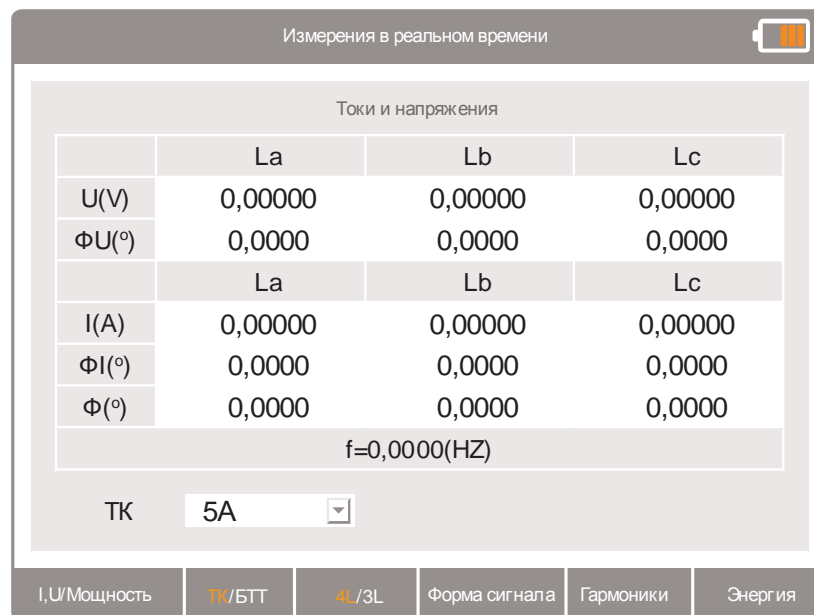 Измерения в реальном времени
Токи и напряжения
La Lb Lc
U(V) 0,00000 0,00000 0,00000
ΦU(º) 0,0000 0,0000 0,0000
La Lb Lc
I(A) 0,00000 0,00000 0,00000
ΦI(º) 0,0000 0,0000 0,0000
Φ(º) 0,0000 0,0000 0,0000
f=0,0000(HZ)
ТК 5A
I,U/Мощность ТК/БТТ 4L/3L Форма сигнала Гармоники Энергия